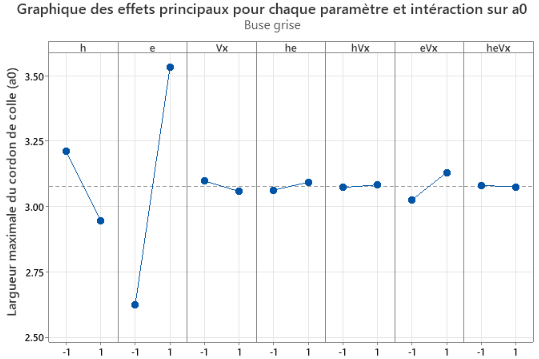 Graphique des effets principaux pour chaque paramètre et intéraction sur a0
Buse grise
h e Vx he hVx eVx heVx
Largueur maximale du cordon de colle (a0)
3.50
3.25
3.00
2.75
2.50
-1 1 -1 1 -1 1 -1 1 -1 1 -1 1 -1 1